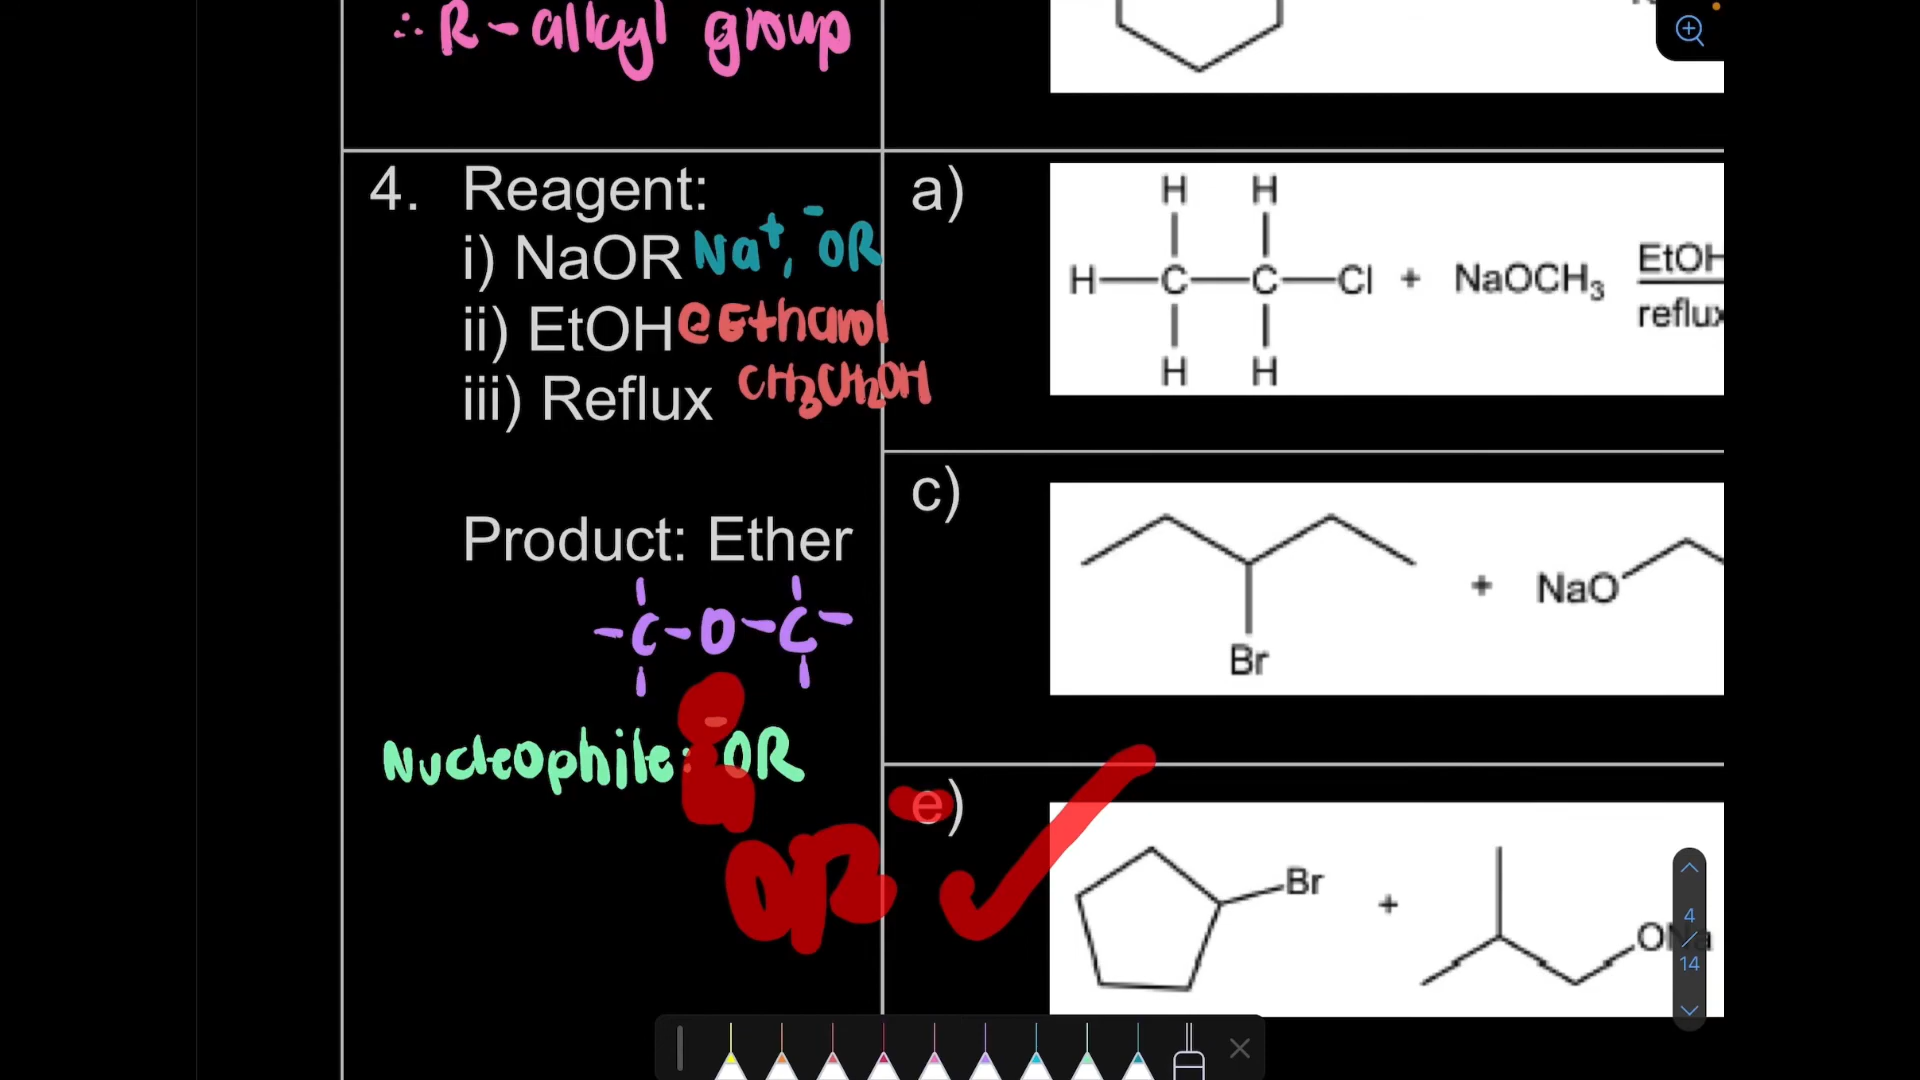 ∴ R - alkyl group
4. Reagent:
i) NaOR Na⁺, ⁻OR
ii) EtOH @ Ethanol
CH₃CH₂OH
iii) Reflux
Product: Ether
-C-O-C-
Nucleophile: ⁻OR
OR⁻
a)
H H
H C C Cl + NaOCH₃ EtOH
reflux
H H
c)
+ NaO
Br
e)
Br
+
ONa
4
/
14